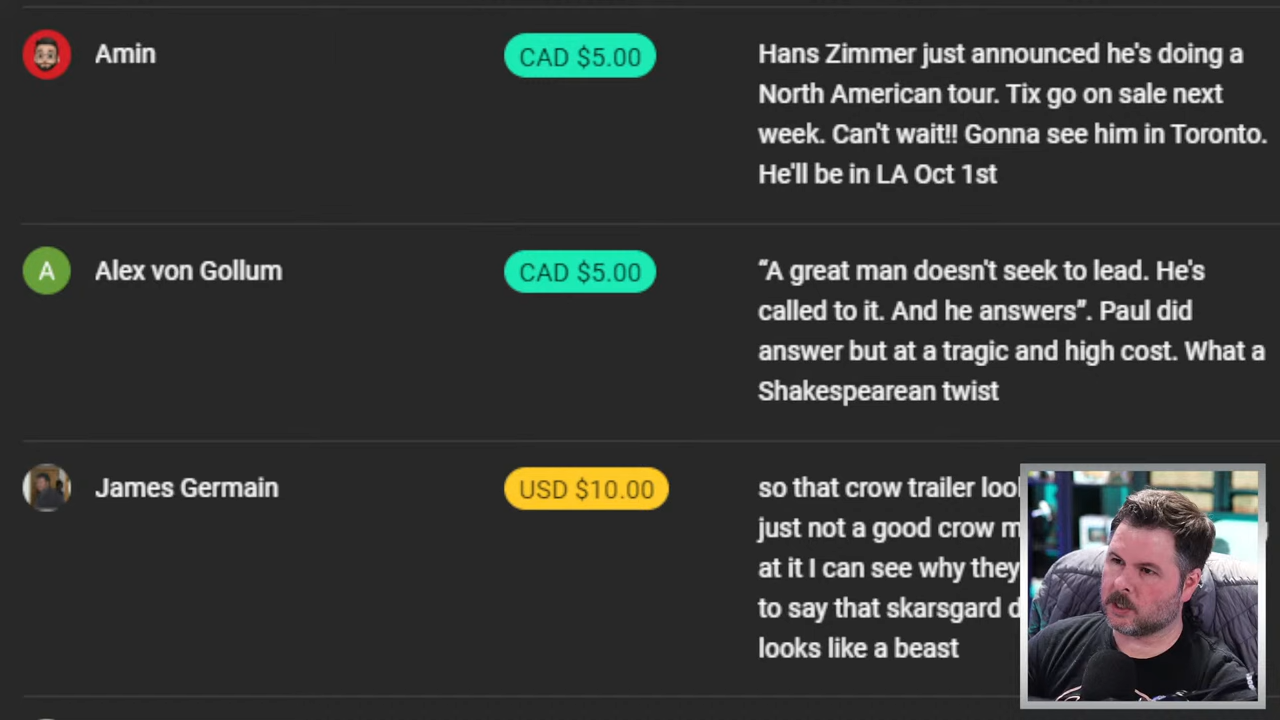 Amin
CAD $5.00
Hans Zimmer just announced he's doing a
North American tour. Tix go on sale next
week. Can't wait!! Gonna see him in Toronto.
He'll be in LA Oct 1st
A
Alex von Gollum
CAD $5.00
“A great man doesn't seek to lead. He's
called to it. And he answers”. Paul did
answer but at a tragic and high cost. What a
Shakespearean twist
James Germain
USD $10.00
so that crow trailer
just not a good crow
at it I can see why they
to say that skarsgard
looks like a beast